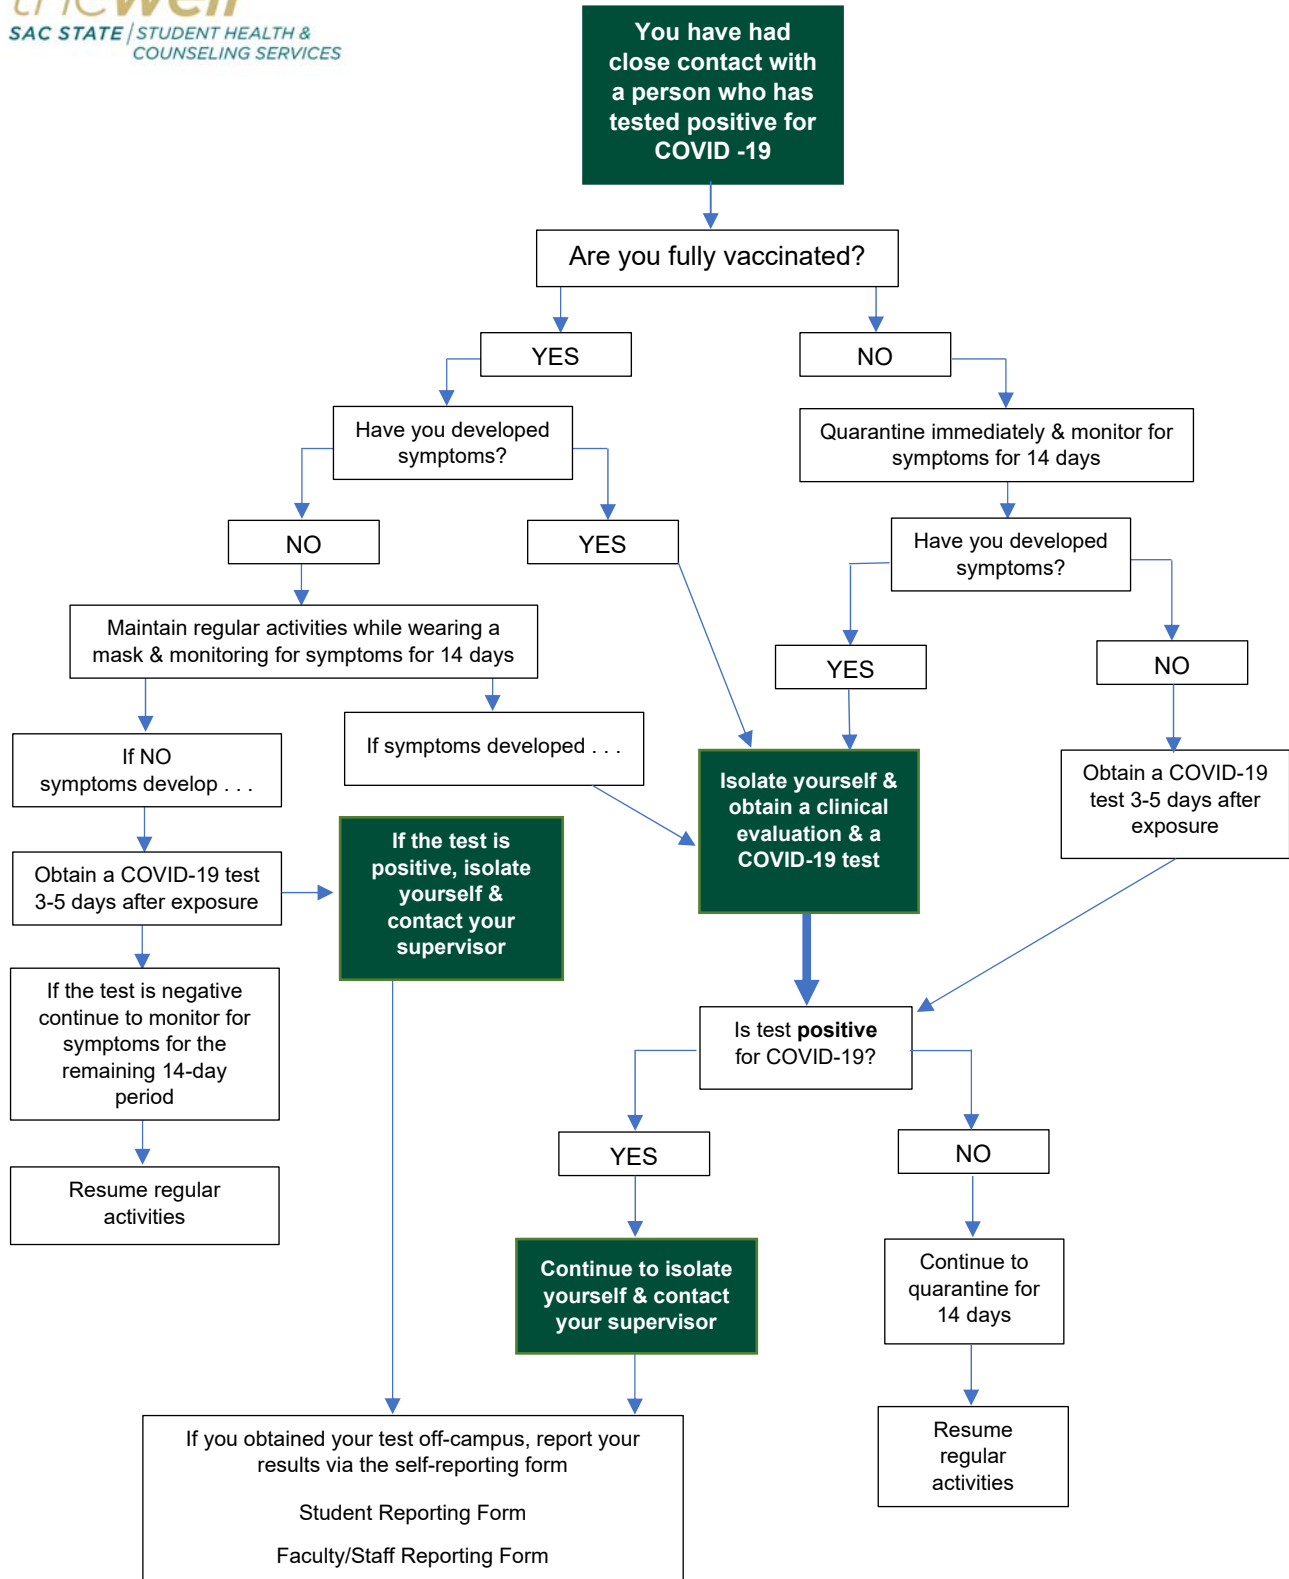 thewell
SAC STATE | STUDENT HEALTH &
COUNSELING SERVICES
You have had
close contact with
a person who has
tested positive for
COVID -19
Are you fully vaccinated?
YES
NO
Have you developed
symptoms?
Quarantine immediately & monitor for
symptoms for 14 days
NO
YES
Have you developed
symptoms?
Maintain regular activities while wearing a
mask & monitoring for symptoms for 14 days
YES
NO
If NO
symptoms develop . . .
If symptoms developed . . .
Isolate yourself &
obtain a clinical
evaluation & a
COVID-19 test
Obtain a COVID-19
test 3-5 days after
exposure
Obtain a COVID-19 test
3-5 days after exposure
If the test is
positive, isolate
yourself &
contact your
supervisor
If the test is negative
continue to monitor for
symptoms for the
remaining 14-day
period
Is test positive
for COVID-19?
YES
NO
Resume regular
activities
Continue to isolate
yourself & contact
your supervisor
Continue to
quarantine for
14 days
If you obtained your test off-campus, report your
results via the self-reporting form
Student Reporting Form
Faculty/Staff Reporting Form
Resume
regular
activities